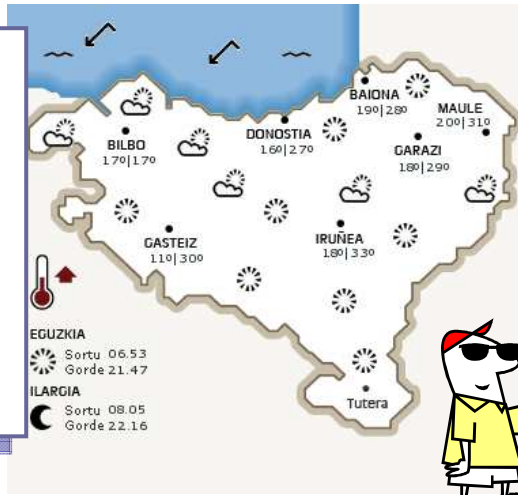 BAIONA
19º|28º
MAULE
20º|31º
DONOSTIA
16º|27º
BILBO
17º|17º
GARAZI
18º|29º
GASTEIZ
11º|30º
IRUÑEA
18º|33º
Tutera
EGUZKIA
Sortu 06.53
Gorde 21.47
ILARGIA
Sortu 08.05
Gorde 22.16